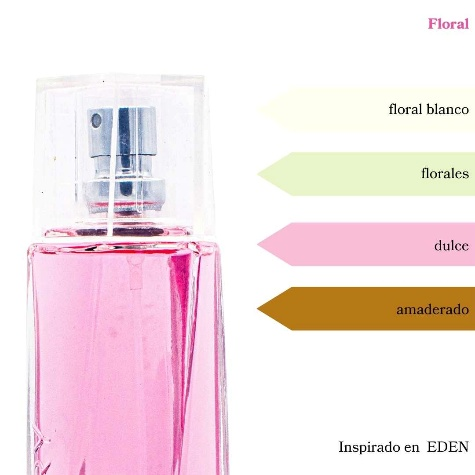 Floral
floral blanco
florales
dulce
amaderado
Inspirado en EDEN